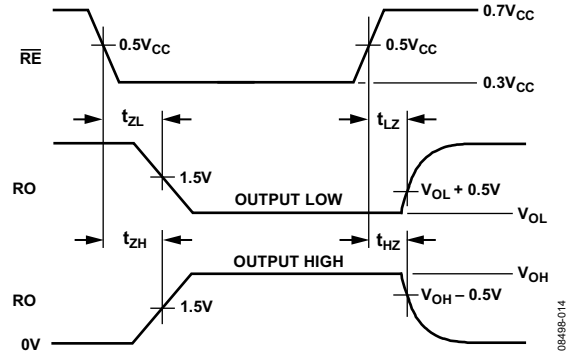 0.7VCC
RE
0.5VCC
0.5VCC
0.3VCC
tZL
tLZ
RO
1.5V
OUTPUT LOW
VOL + 0.5V
VOL
tZH
tHZ
OUTPUT HIGH
VOH
RO
1.5V
VOH – 0.5V
0V
08498-014